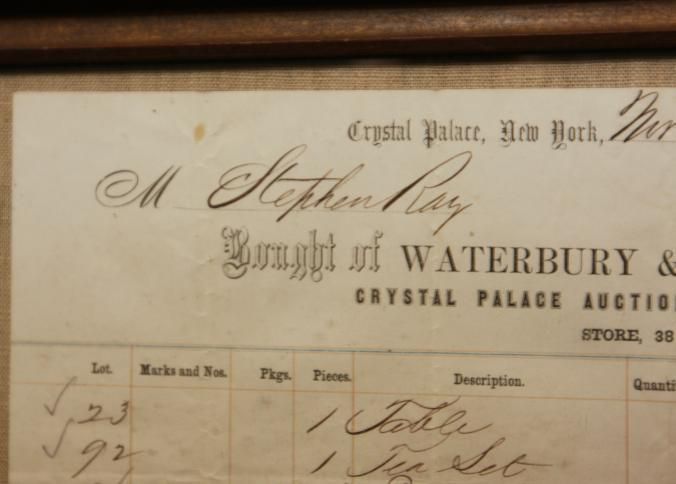 Crystal Palace, New York, Nov
M Stephen Ray
Bought of WATERBURY &
CRYSTAL PALACE AUCTIO
STORE, 38
Lot. Marks and Nos. Pkgs. Pieces. Description. Quanti
23 1 Table
92 1 Tea Set